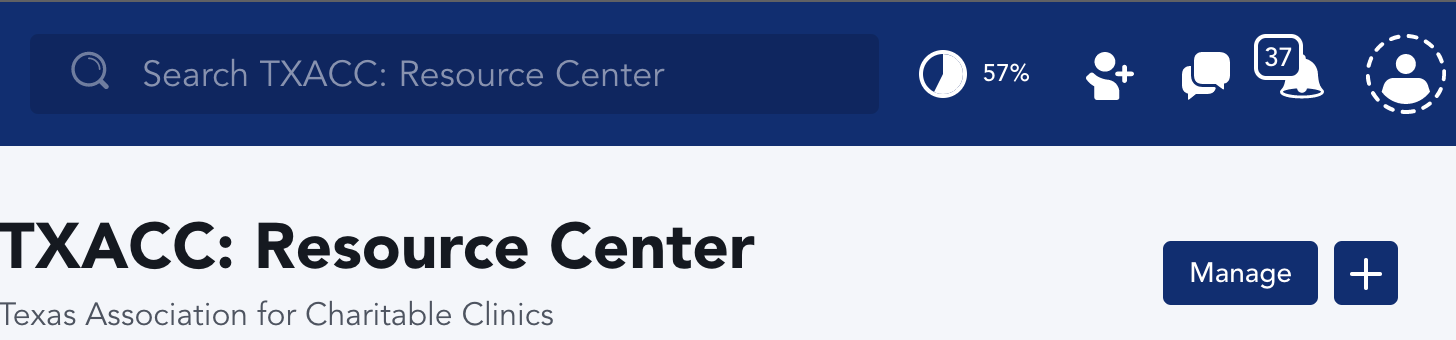 Search TXACC: Resource Center
57%
37
TXACC: Resource Center
Manage
Texas Association for Charitable Clinics